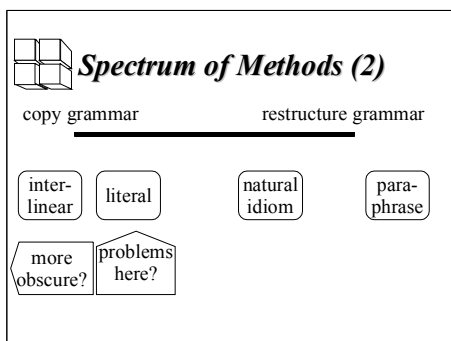 Spectrum of Methods (2)
copy grammar restructure grammar
inter-
linear
literal
natural
idiom
para-
phrase
more
obscure?
problems
here?